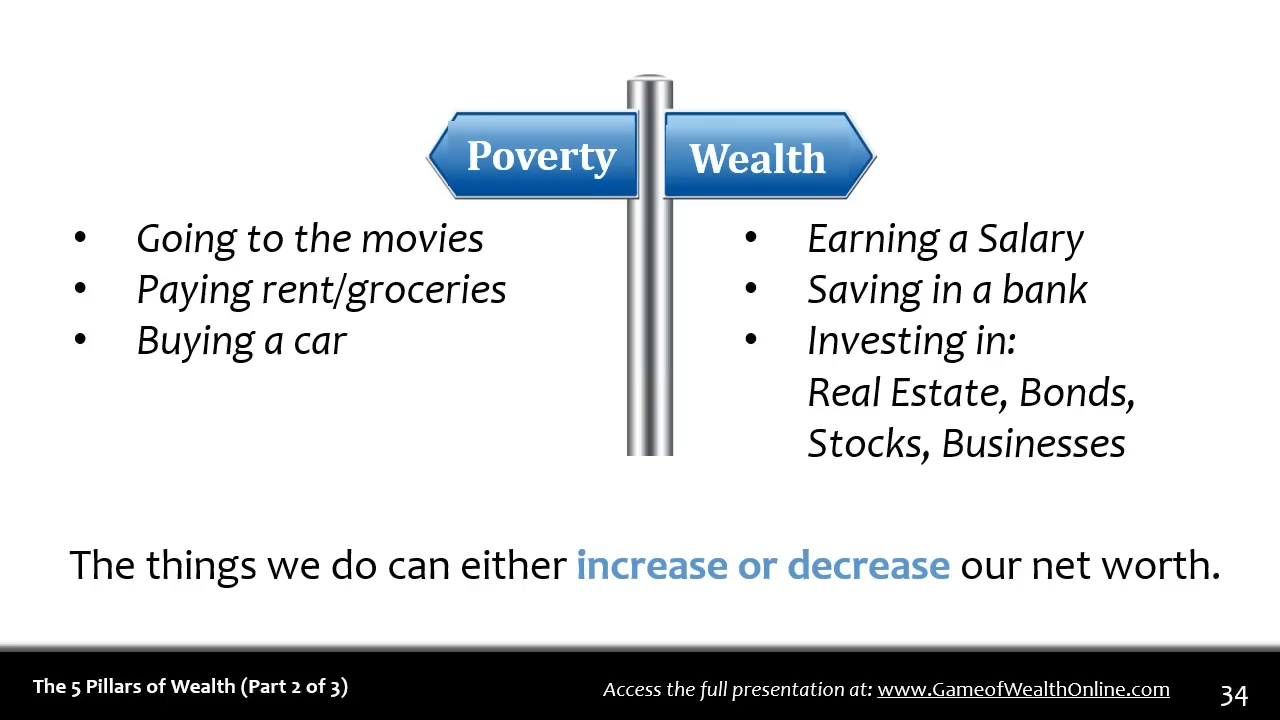 Poverty
Wealth
• Going to the movies
• Paying rent/groceries
• Buying a car
• Earning a Salary
• Saving in a bank
• Investing in:
Real Estate, Bonds,
Stocks, Businesses
The things we do can either increase or decrease our net worth.
The 5 Pillars of Wealth (Part 2 of 3)
Access the full presentation at: www.GameofWealthOnline.com
34